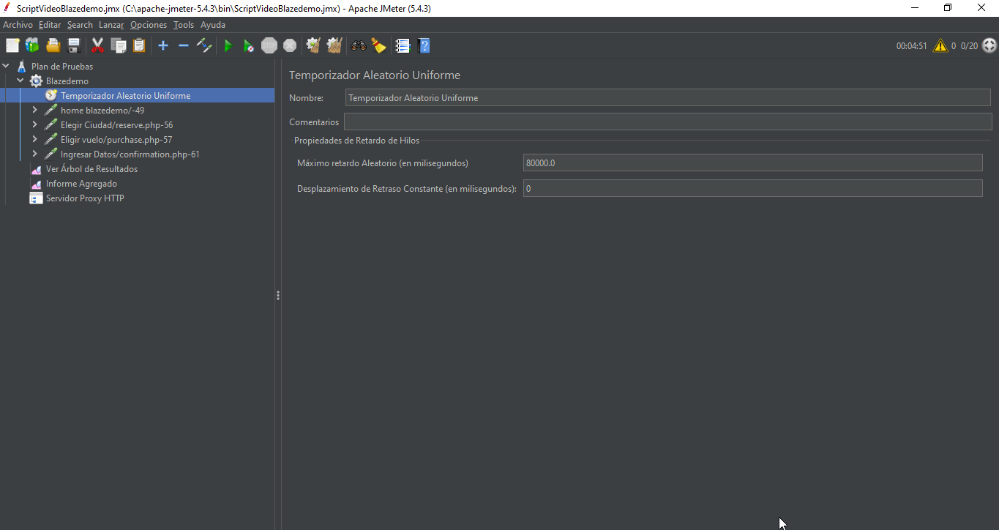 ScriptVideoBlazedemo.jmx (C:\apache-jmeter-5.4.3\bin\ScriptVideoBlazedemo.jmx) - Apache JMeter (5.4.3)
Archivo Editar Search Lanzar Opciones Tools Ayuda
STOP 00:04:51 0 0/20
Plan de Pruebas
Blazedemo
Temporizador Aleatorio Uniforme
home blazedemo/-49
Elegir Ciudad/reserve.php-56
Eligir vuelo/purchase.php-57
Ingresar Datos/confirmation.php-61
Ver Árbol de Resultados
Informe Agregado
Servidor Proxy HTTP
Temporizador Aleatorio Uniforme
Nombre: Temporizador Aleatorio Uniforme
Comentarios
Propiedades de Retardo de Hilos
Máximo retardo Aleatorio (en milisegundos) 80000.0
Desplazamiento de Retraso Constante (en milisegundos): 0